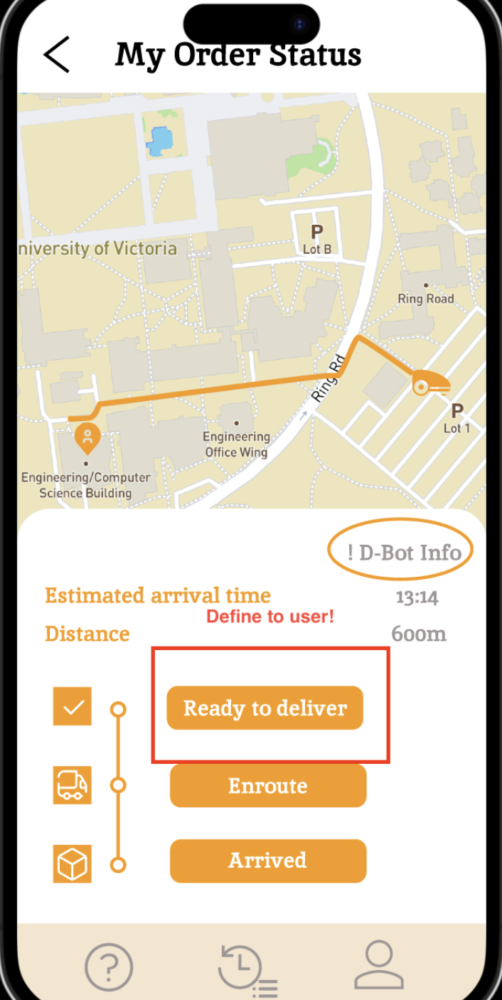 My Order Status
niversity of Victoria
P
Lot B
Ring Road
Ring Rd
P
Lot 1
Engineering
Office Wing
Engineering/Computer
Science Building
! D-Bot Info
Estimated arrival time 13:14
Define to user!
Distance 600m
Ready to deliver
Enroute
Arrived
?